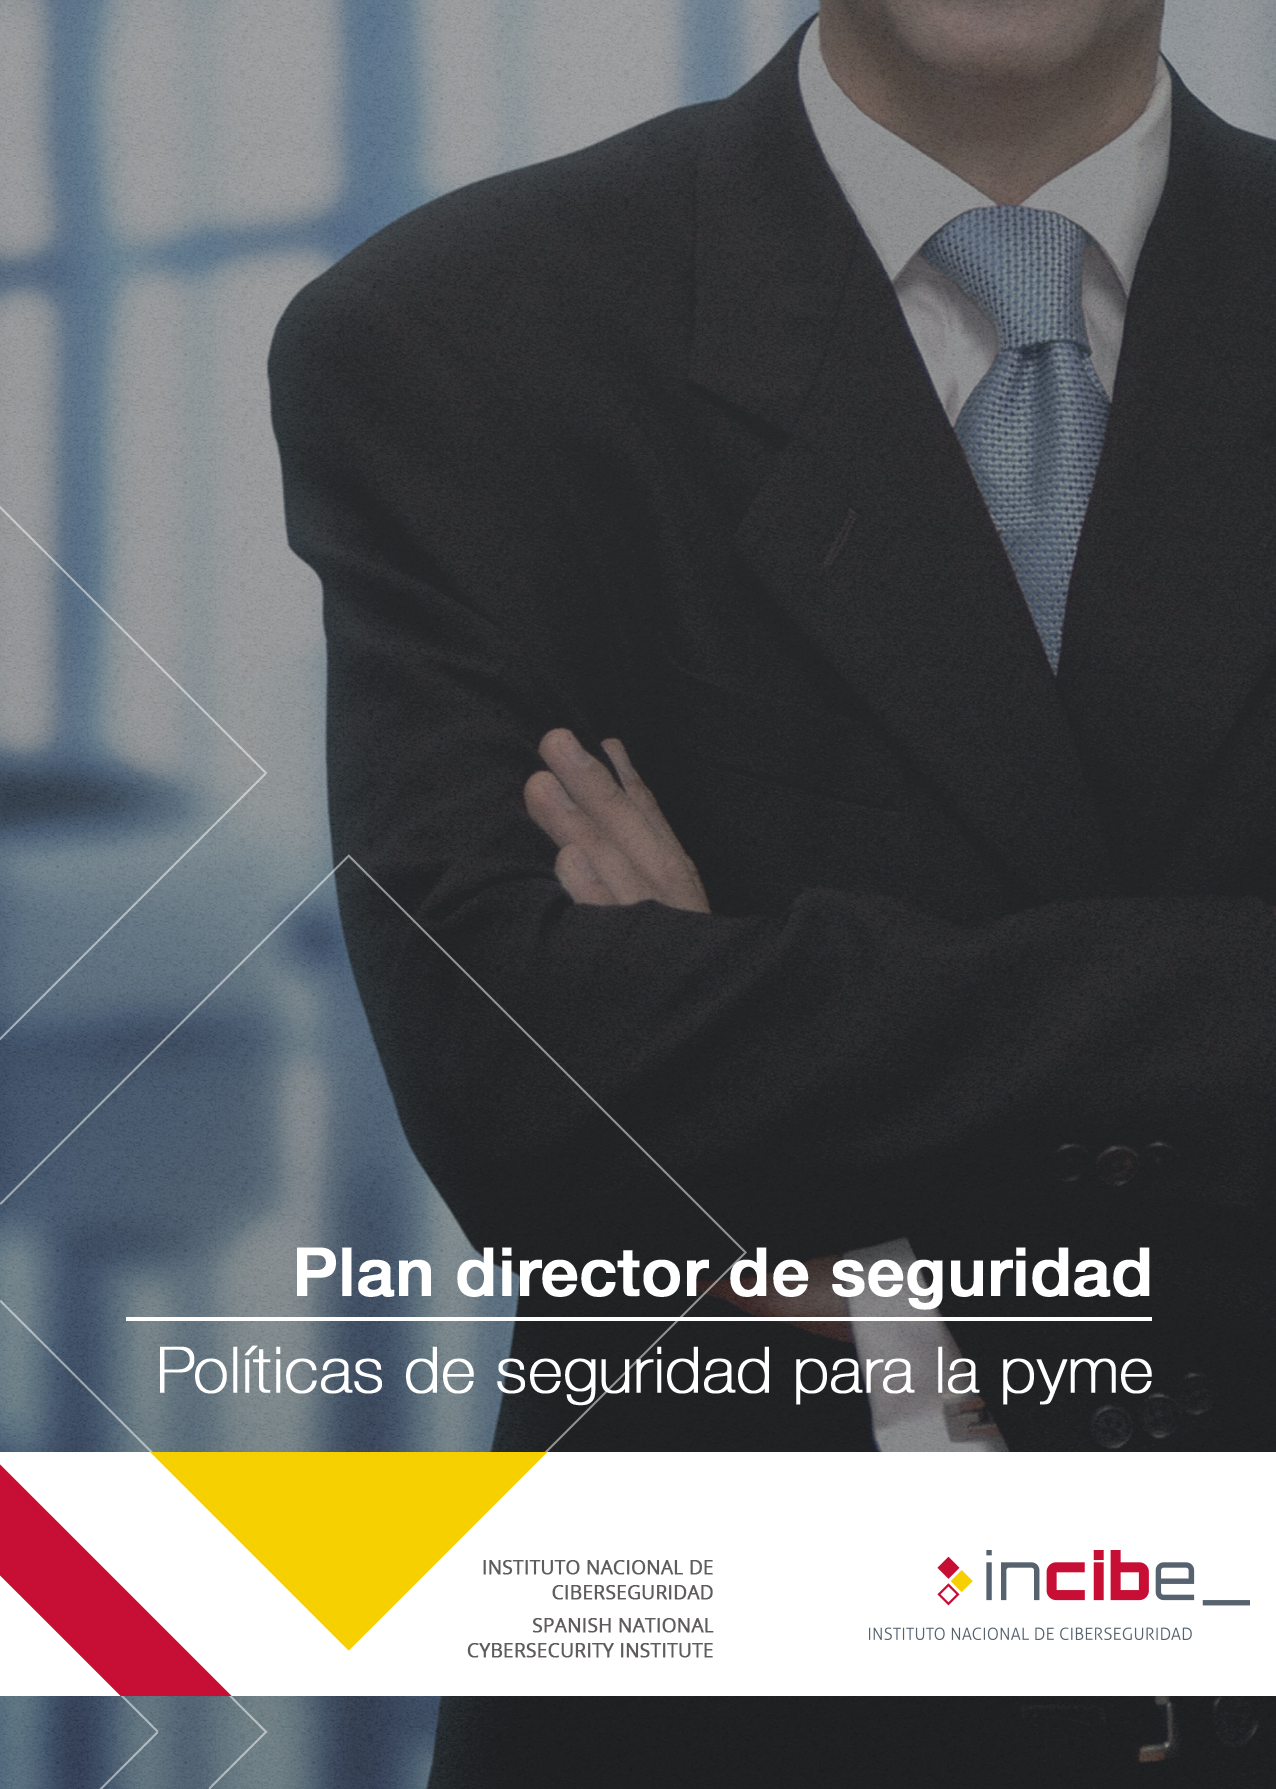 Plan director de seguridad
Políticas de seguridad para la pyme
INSTITUTO NACIONAL DE
CIBERSEGURIDAD
SPANISH NATIONAL
CYBERSECURITY INSTITUTE
incibe_
INSTITUTO NACIONAL DE CIBERSEGURIDAD